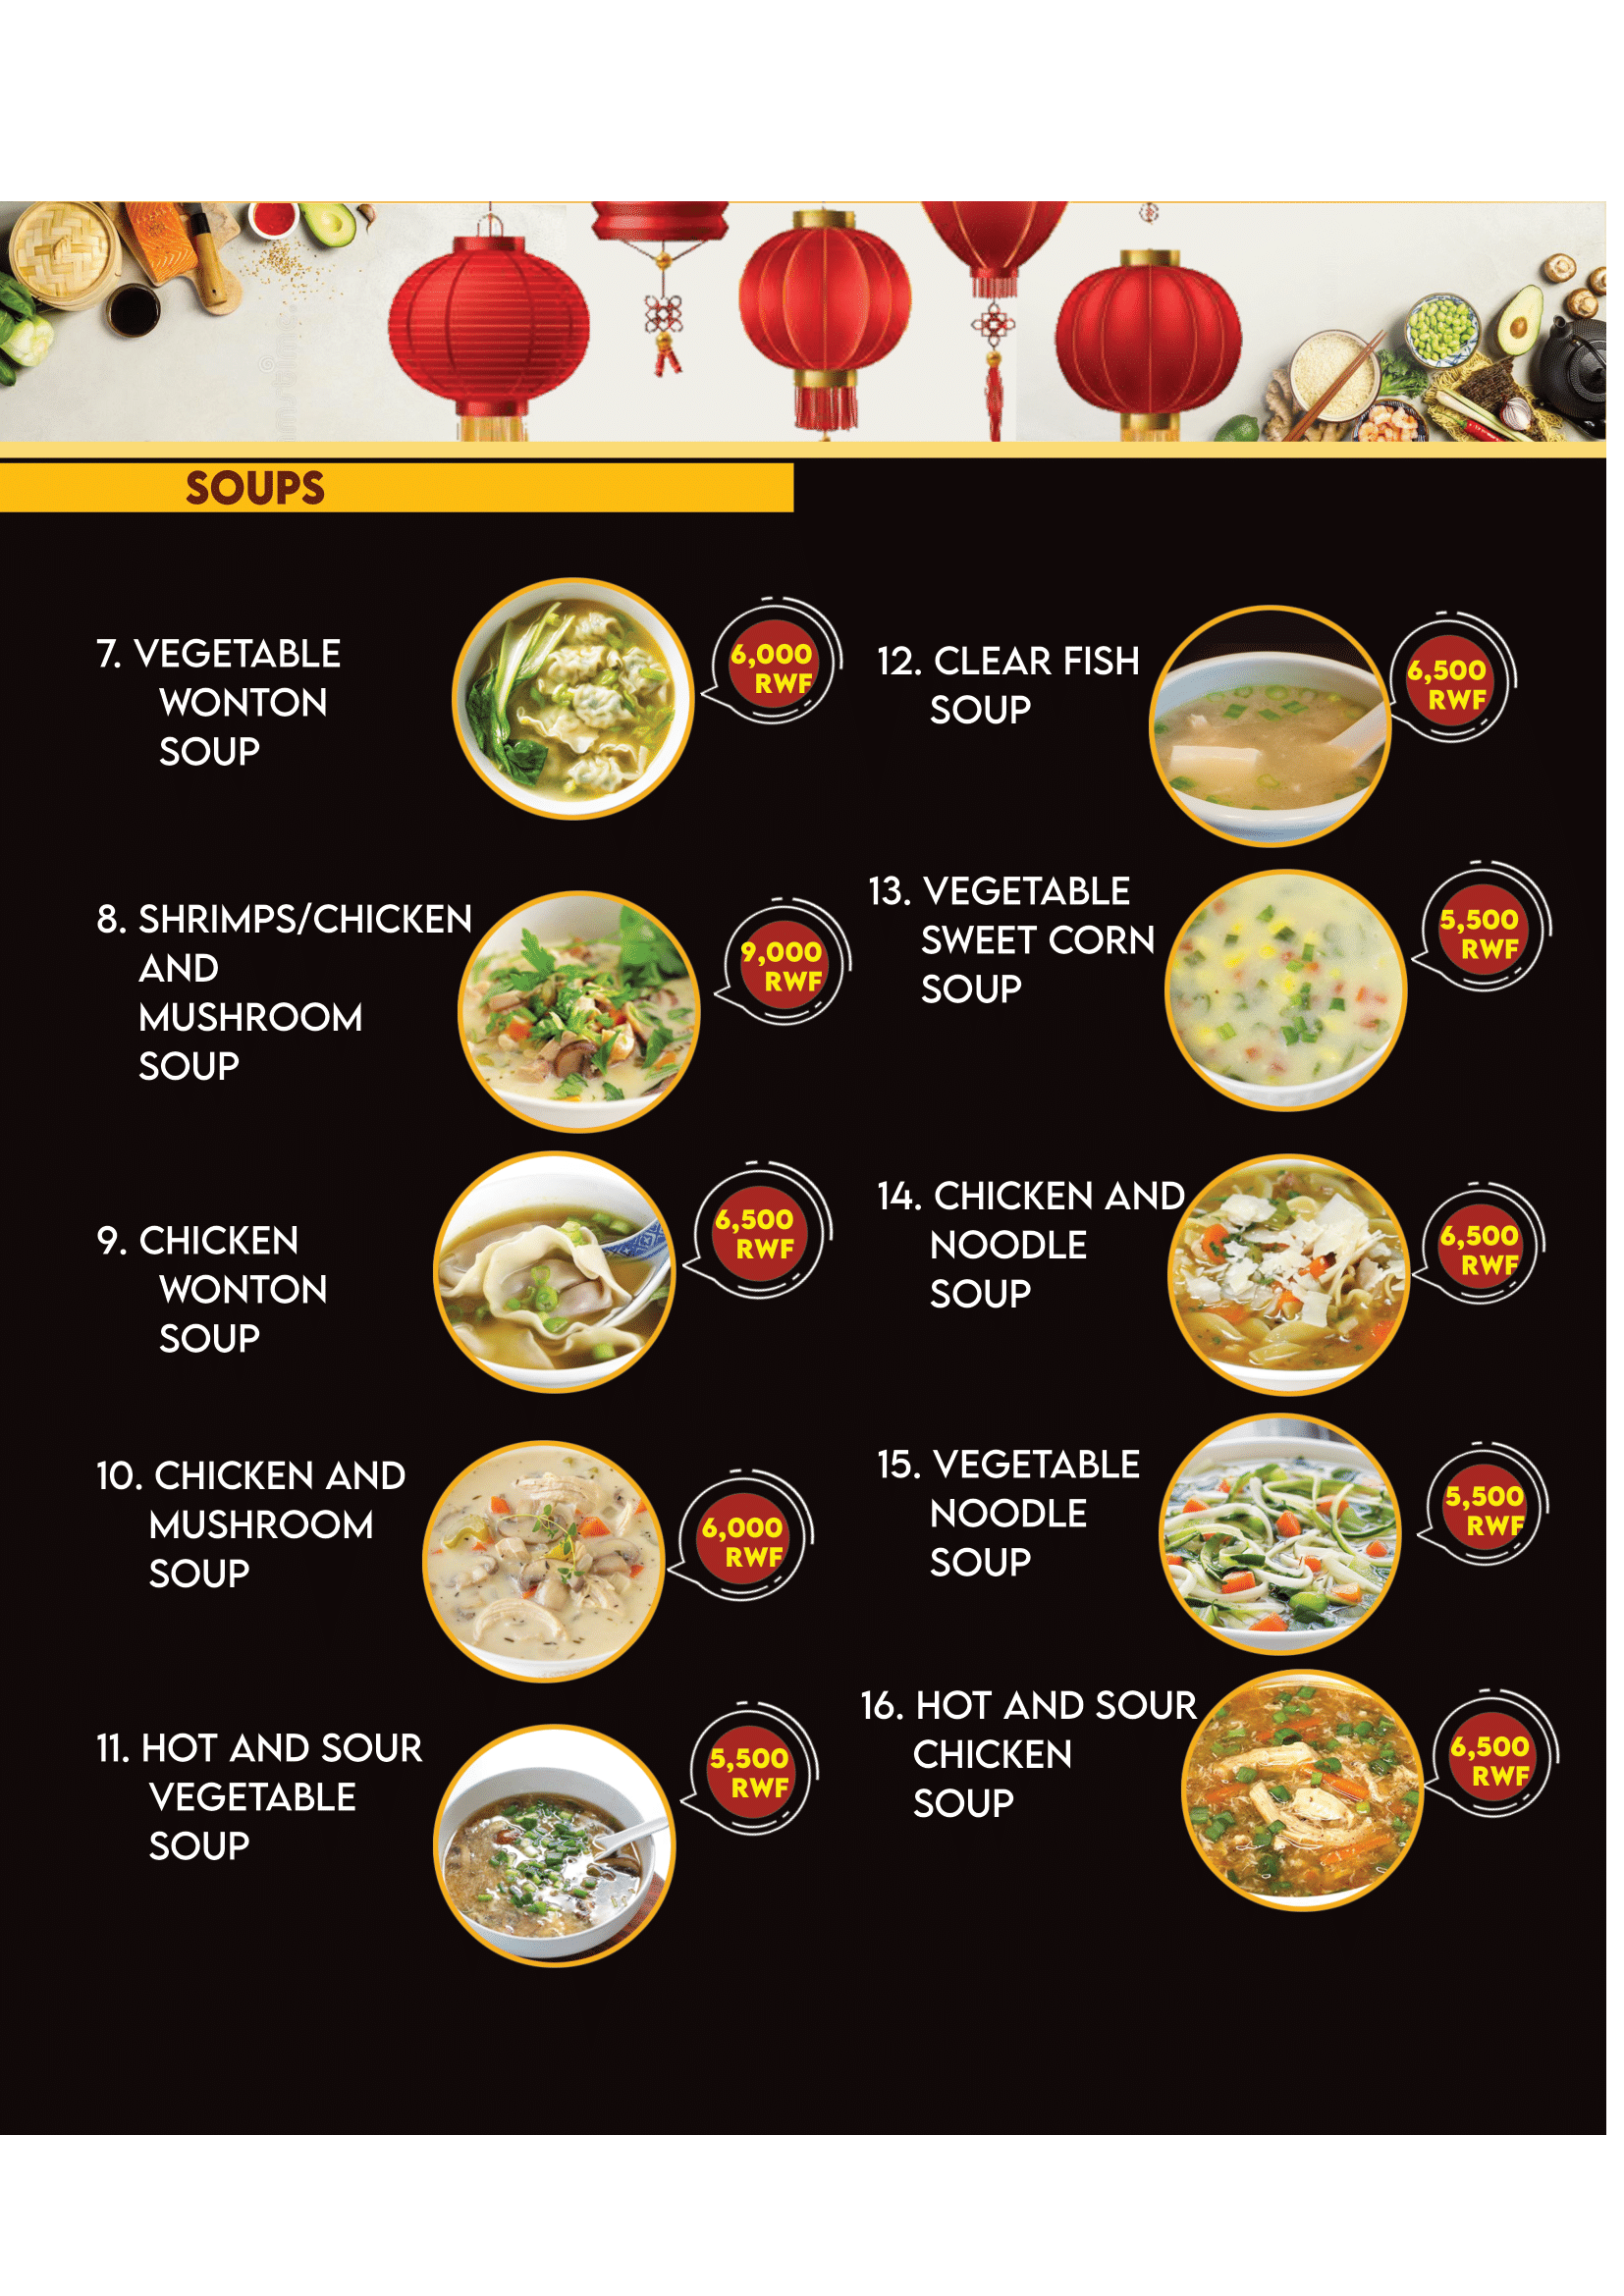 SOUPS
7. VEGETABLE
WONTON
SOUP
6,000
RWF
8. SHRIMPS/CHICKEN
AND
MUSHROOM
SOUP
9,000
RWF
9. CHICKEN
WONTON
SOUP
6,500
RWF
10. CHICKEN AND
MUSHROOM
SOUP
6,000
RWF
11. HOT AND SOUR
VEGETABLE
SOUP
5,500
RWF
12. CLEAR FISH
SOUP
6,500
RWF
13. VEGETABLE
SWEET CORN
SOUP
5,500
RWF
14. CHICKEN AND
NOODLE
SOUP
6,500
RWF
15. VEGETABLE
NOODLE
SOUP
5,500
RWF
16. HOT AND SOUR
CHICKEN
SOUP
6,500
RWF